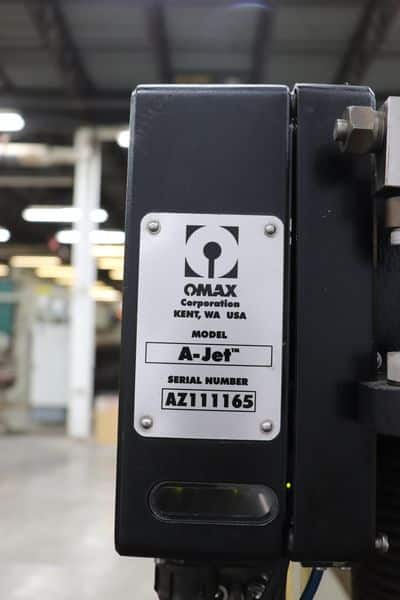 OMAX
Corporation
KENT, WA USA
MODEL
A-Jet™
SERIAL NUMBER
AZ111165